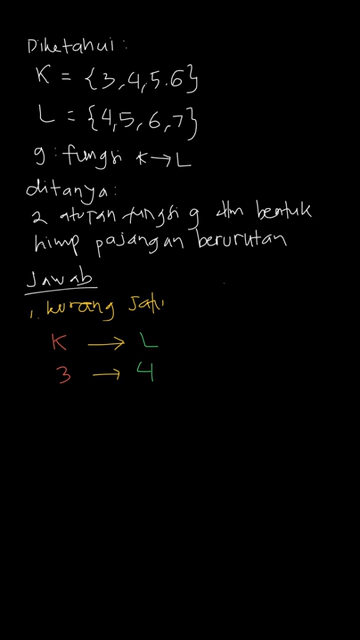 Diketahui:
K = {3,4,5.6}
L = {4,5,6,7}
g: fungsi K→L
ditanya:
2 aturan fungsi g dlm bentuk
himp pajangan berurutan
Jawab
1. kurang satu
K → L
3 → 4